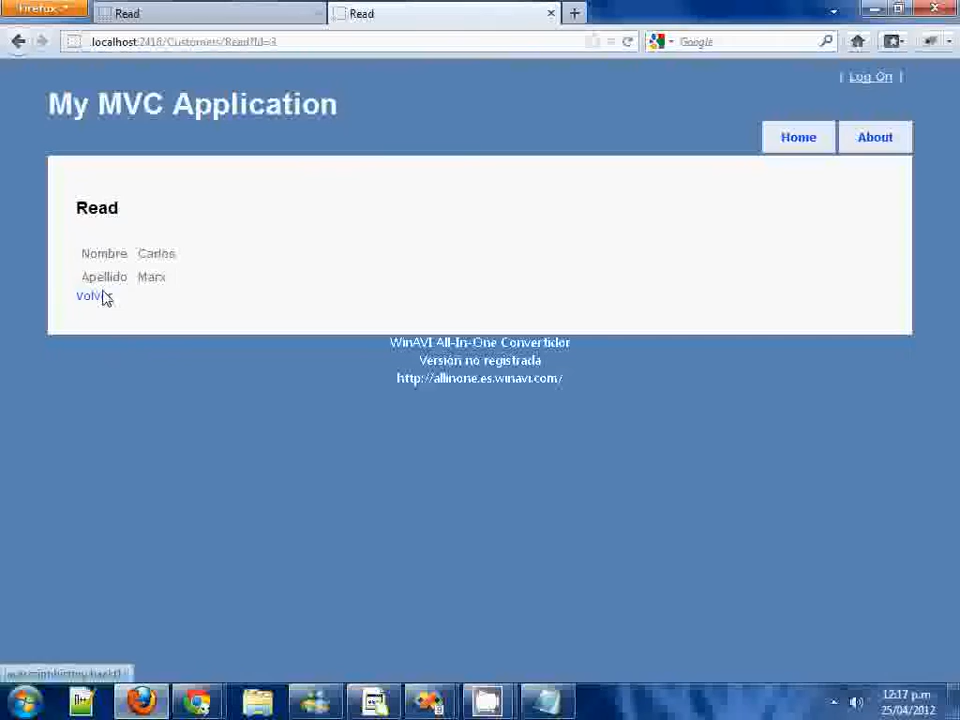 Firefox
Read
Read
localhost:2418/Customers/Read?Id=3
Google
| Log On |
My MVC Application
Home
About
Read
Nombre Carlos
Apellido Marx
Volver
WinAVI All-In-One Convertidor
Versión no registrada
http://allinone.es.winavi.com/
12:17 p.m
25/04/2012